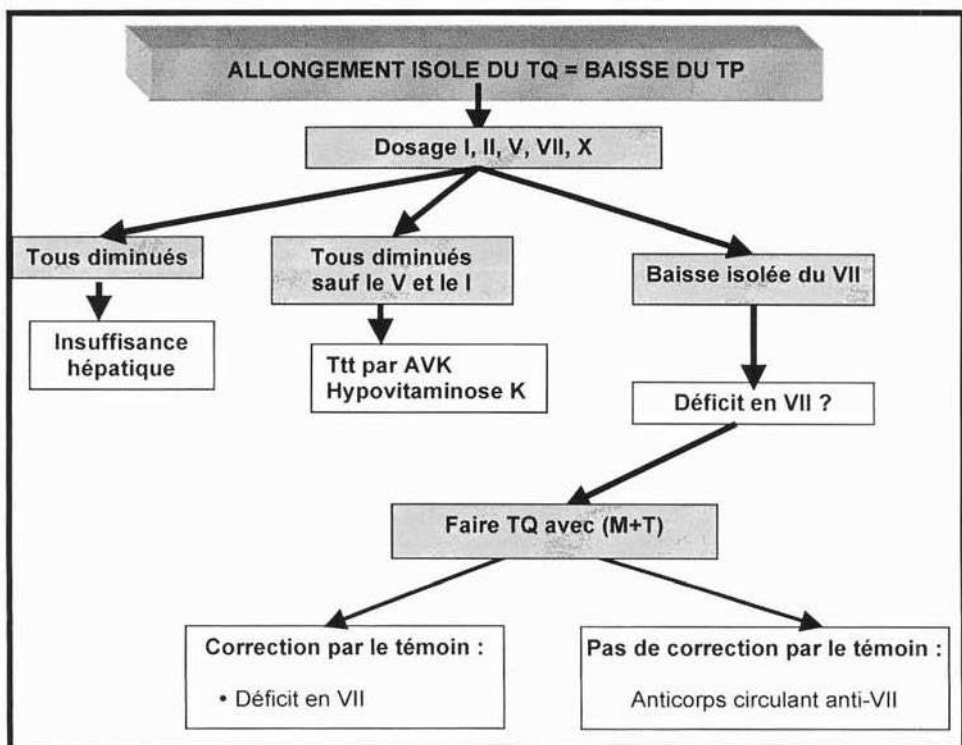 ALLONGEMENT ISOLE DU TQ = BAISSE DU TP
Dosage I, II, V, VII, X
Tous diminués
Insuffisance
hépatique
Tous diminués
sauf le V et le I
Ttt par AVK
Hypovitaminose K
Baisse isolée du VII
Déficit en VII ?
Faire TQ avec (M+T)
Correction par le témoin :
• Déficit en VII
Pas de correction par le témoin :
Anticorps circulant anti-VII